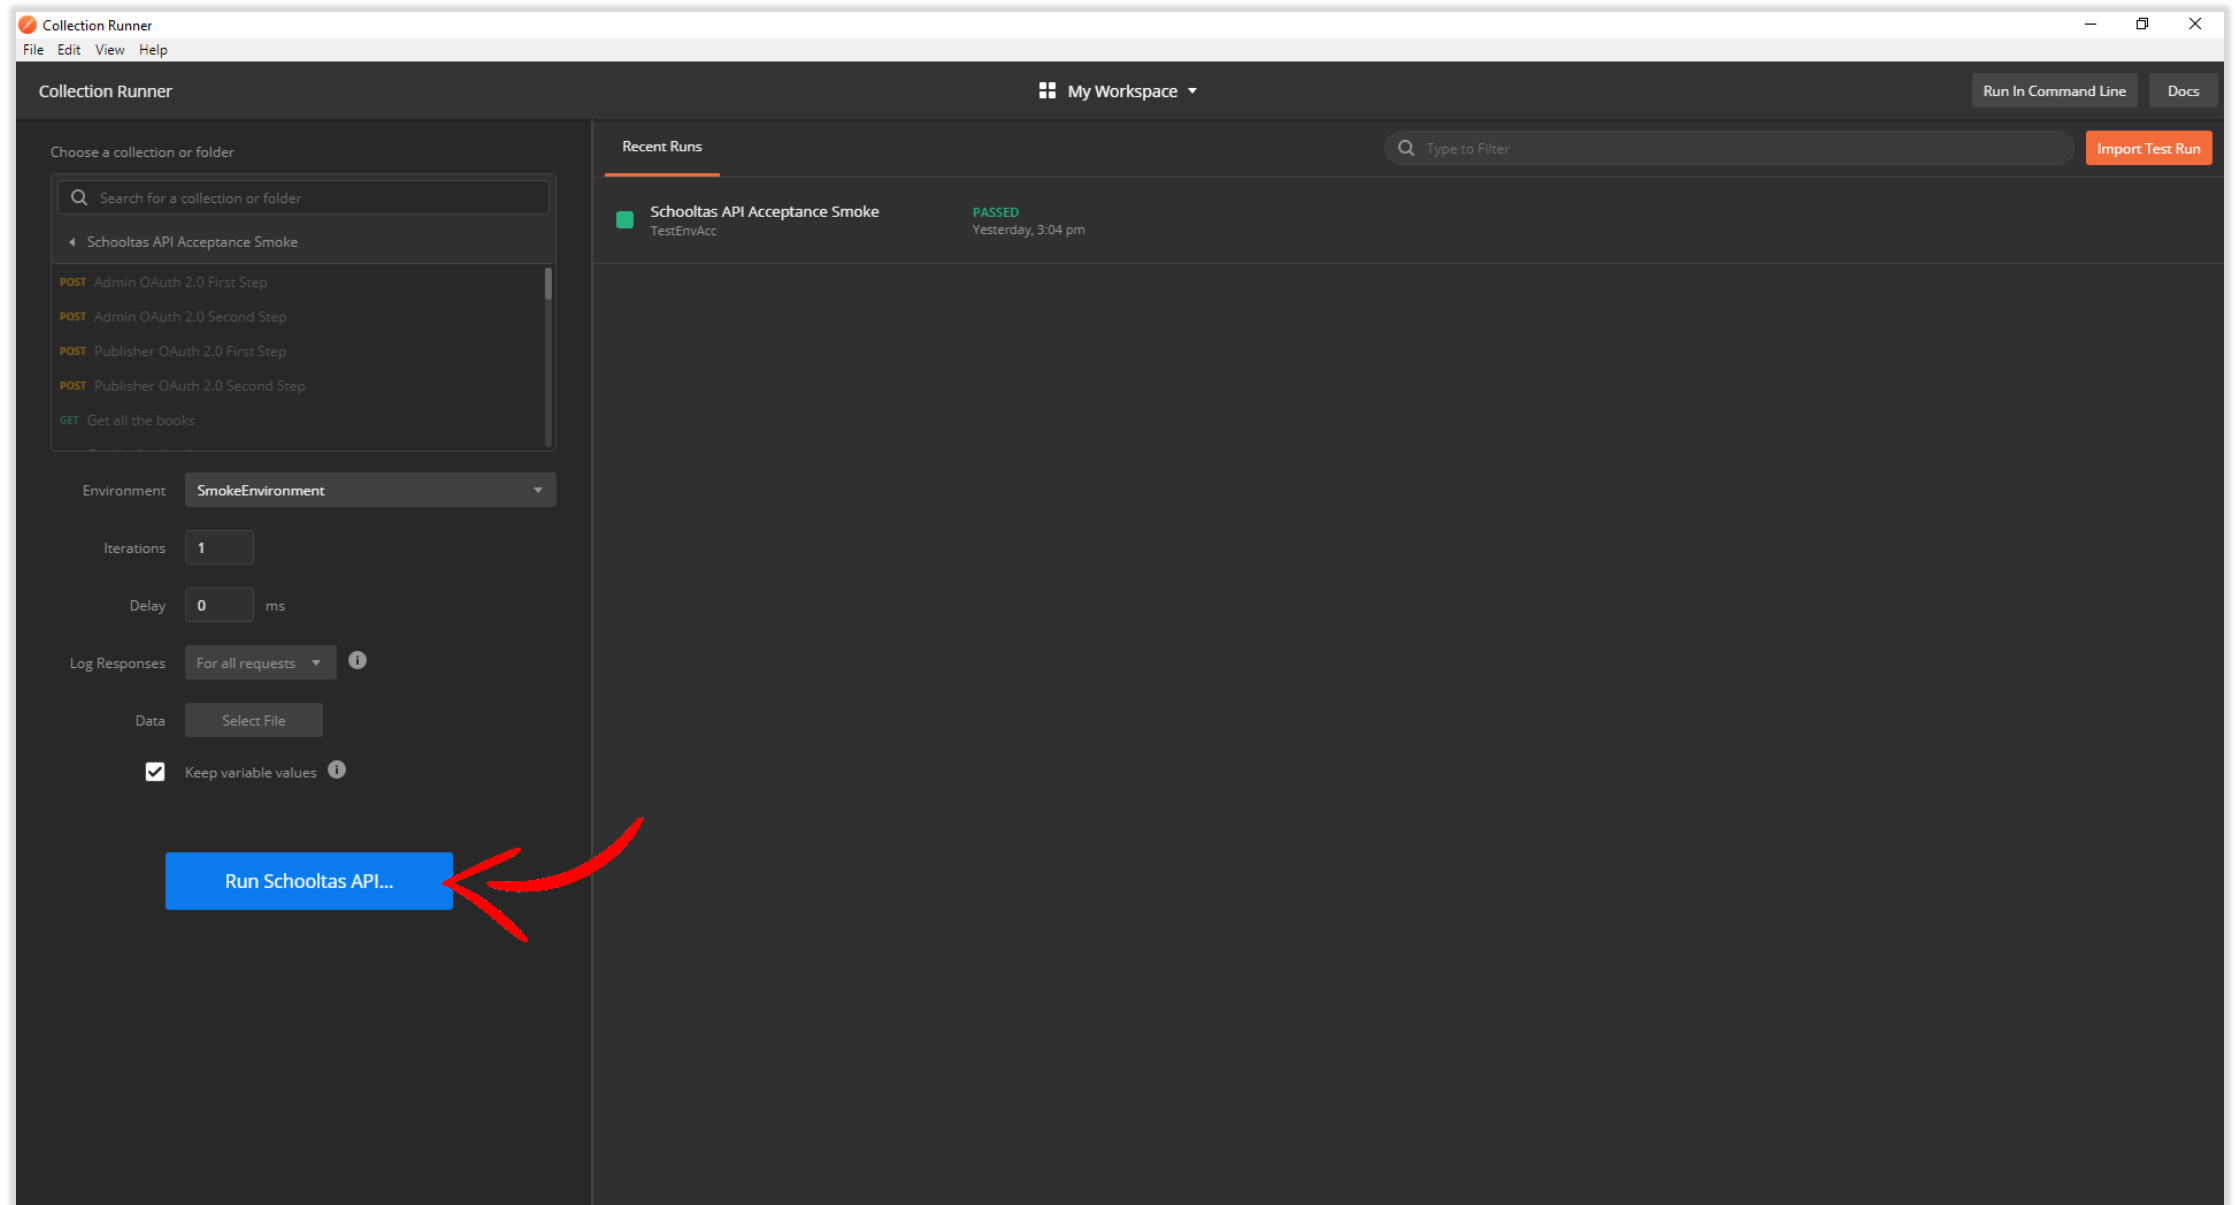 Collection Runner
File Edit View Help
Collection Runner
My Workspace
Run In Command Line
Docs
Choose a collection or folder
Search for a collection or folder
Schooltas API Acceptance Smoke
POST Admin OAuth 2.0 First Step
POST Admin OAuth 2.0 Second Step
POST Publisher OAuth 2.0 First Step
POST Publisher OAuth 2.0 Second Step
GET Get all the books
Environment SmokeEnvironment
Iterations 1
Delay 0 ms
Log Responses For all requests
Data Select File
Keep variable values
Run Schooltas API...
Recent Runs
Type to Filter
Import Test Run
Schooltas API Acceptance Smoke PASSED
TestEnvAcc Yesterday, 3:04 pm